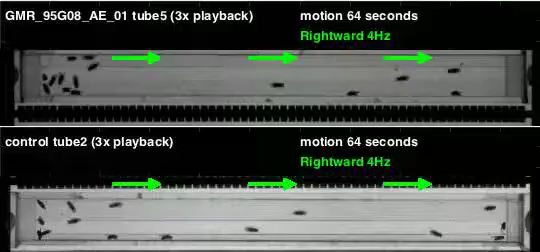 GMR_95G08_AE_01 tube5 (3x playback)
motion 64 seconds
Rightward 4Hz
control tube2 (3x playback)
motion 64 seconds
Rightward 4Hz